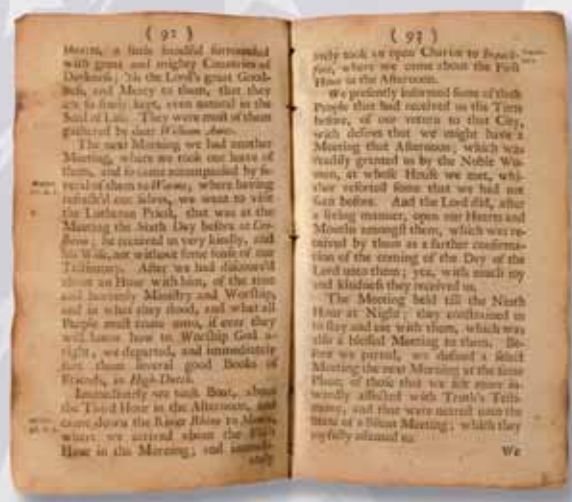 ( 92 )
a little handful surrounded
with great and mighty Countries of
Darkness; 'tis the Lord's great Good-
ness, and Mercy to them, that they
are so finely kept, even natural in the
Seed of Life. They were most of them
gathered by dear William Ames.
The next Morning we had another
Meeting, where we took our leave of
them, and so came accompanied by se-
veral of them to Worms, where having
refresh'd our selves, we went to visit
the Lutheran Priest, that was at the
Meeting the Sixth Day before at Cris-
heim; he received us very kindly, and
his Wife, not without some sense of our
Testimony. After we had discours'd
about an Hour with him, of the true
and heavenly Ministry and Worship,
and in what they stood, and what all
People must come unto, if ever they
will know how to Worship God a-
right, we departed, and immediately
sent them several good Books of
Friends, in High-Dutch.
Immediately we took Boat, about
the Third Hour in the Afternoon, and
came down the River Rhine to Mentz,
where we arrived about the Fifth
Hour in the Morning; and immedi-
ately
( 93 )
ately took an open Chariot to Franck-
fort, where we came about the First
Hour in the Afternoon.
We presently informed some of those
People that had received us the Time
before, of our return to that City,
with desires that we might have a
Meeting that Afternoon; which was
readily granted us by the Noble Wo-
men, at whose House we met, whi-
ther resorted some that we had not
seen before. And the Lord did, after
a living manner, open our Hearts and
Mouths amongst them, which was re-
ceived by them as a further confirma-
tion of the coming of the Day of the
Lord unto them; yea, with much joy
and kindness they received us.
The Meeting held till the Ninth
Hour at Night; they constrained us
to stay and eat with them, which was
also a blessed Meeting to them. Be-
fore we parted, we desired a select
Meeting the next Morning at the same
Place, of those that we felt more in-
wardly affected with Truth's Testi-
mony, and that were nearest unto the
State of a Silent Meeting; which they
joyfully assented to.
We